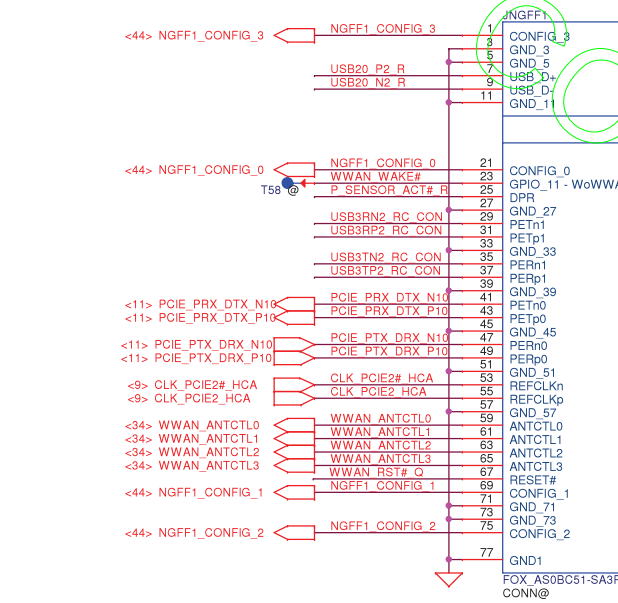 JNGFF1
<44> NGFF1_CONFIG_3 NGFF1_CONFIG_3 1 CONFIG_3
3 GND_3
5 GND_5
USB20_P2_R 7 USB_D+
USB20_N2_R 9 USB_D-
11 GND_11
<44> NGFF1_CONFIG_0 NGFF1_CONFIG_0 21 CONFIG_0
T58 @ WWAN_WAKE# 23 GPIO_11 - WoWWA
P_SENSOR_ACT#_R 25 DPR
27 GND_27
USB3RN2_RC_CON 29 PETn1
USB3RP2_RC_CON 31 PETp1
33 GND_33
USB3TN2_RC_CON 35 PERn1
USB3TP2_RC_CON 37 PERp1
39 GND_39
<11> PCIE_PRX_DTX_N10 PCIE_PRX_DTX_N10 41 PETn0
<11> PCIE_PRX_DTX_P10 PCIE_PRX_DTX_P10 43 PETp0
45 GND_45
<11> PCIE_PTX_DRX_N10 PCIE_PTX_DRX_N10 47 PERn0
<11> PCIE_PTX_DRX_P10 PCIE_PTX_DRX_P10 49 PERp0
51 GND_51
<9> CLK_PCIE2#_HCA CLK_PCIE2#_HCA 53 REFCLKn
<9> CLK_PCIE2_HCA CLK_PCIE2_HCA 55 REFCLKp
57 GND_57
<34> WWAN_ANTCTL0 WWAN_ANTCTL0 59 ANTCTL0
<34> WWAN_ANTCTL1 WWAN_ANTCTL1 61 ANTCTL1
<34> WWAN_ANTCTL2 WWAN_ANTCTL2 63 ANTCTL2
<34> WWAN_ANTCTL3 WWAN_ANTCTL3 65 ANTCTL3
WWAN_RST#_Q 67 RESET#
<44> NGFF1_CONFIG_1 NGFF1_CONFIG_1 69 CONFIG_1
71 GND_71
73 GND_73
<44> NGFF1_CONFIG_2 NGFF1_CONFIG_2 75 CONFIG_2
77 GND1
FOX_AS0BC51-SA3F
CONN@